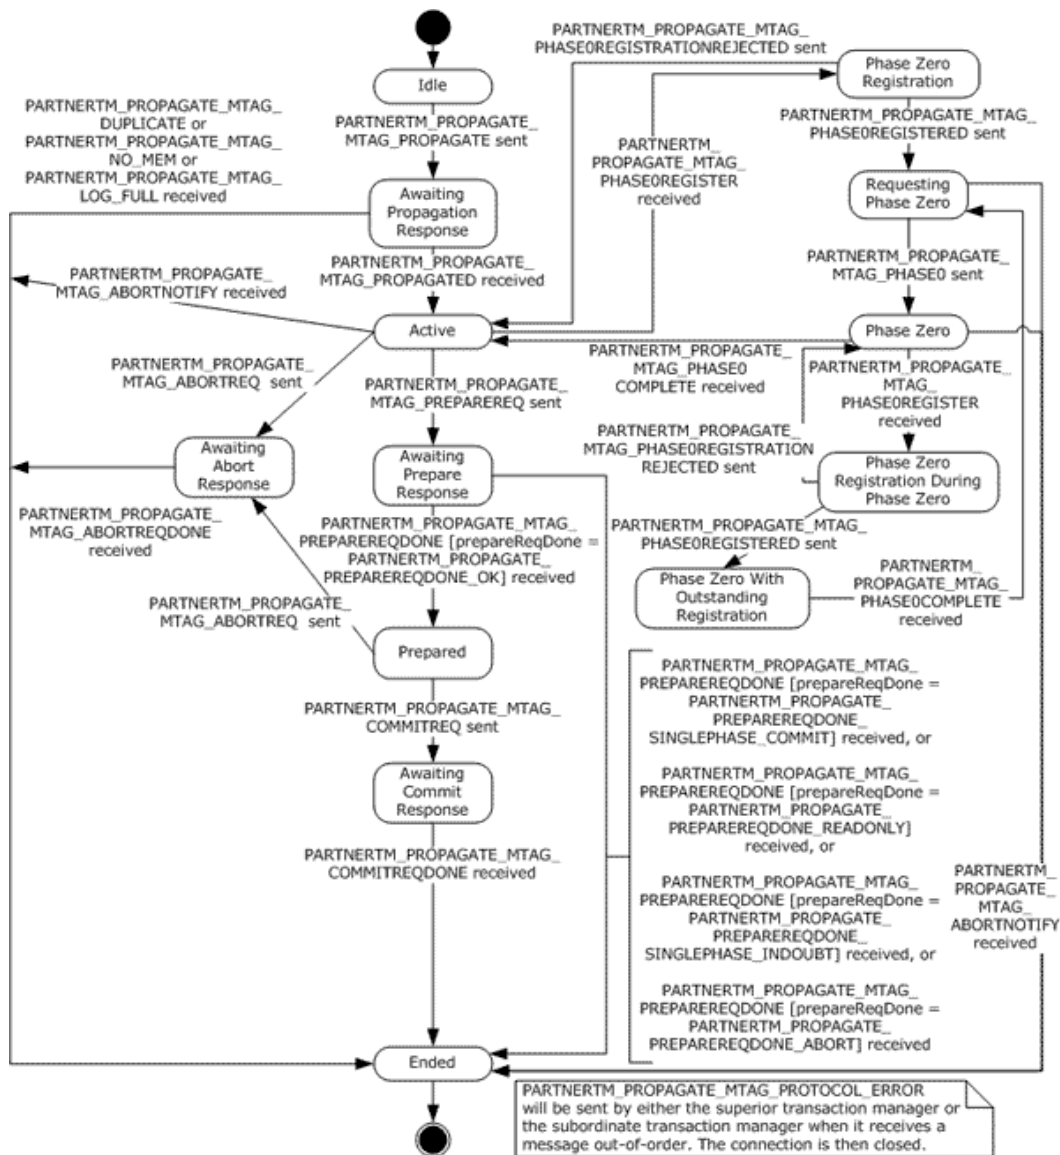 PARTNERTM_PROPAGATE_MTAG_
PHASE0REGISTRATIONREJECTED sent
Phase Zero
Registration
Idle
PARTNERTM_PROPAGATE_MTAG_
DUPLICATE or
PARTNERTM_PROPAGATE_MTAG_
NO_MEM or
PARTNERTM_PROPAGATE_MTAG_
LOG_FULL received
PARTNERTM_PROPAGATE_
MTAG_PROPAGATE sent
PARTNERTM_
PROPAGATE_MTAG_
PHASE0REGISTER
received
PARTNERTM_PROPAGATE_MTAG_
PHASE0REGISTERED sent
Awaiting
Propagation
Response
Requesting
Phase Zero
PARTNERTM_PROPAGATE_
MTAG_PROPAGATED received
PARTNERTM_PROPAGATE_
MTAG_PHASE0 sent
PARTNERTM_PROPAGATE_
MTAG_ABORTNOTIFY received
Active
Phase Zero
PARTNERTM_PROPAGATE_
MTAG_ABORTREQ sent
PARTNERTM_PROPAGATE_
MTAG_PREPAREREQ sent
PARTNERTM_PROPAGATE_
MTAG_PHASE0
COMPLETE received
PARTNERTM_PROPAGATE_
MTAG_
PHASE0REGISTER
received
Awaiting
Abort
Response
Awaiting
Prepare
Response
PARTNERTM_PROPAGATE_
MTAG_PHASE0REGISTRATION
REJECTED sent
Phase Zero
Registration During
Phase Zero
PARTNERTM_PROPAGATE_
MTAG_ABORTREQDONE
received
PARTNERTM_PROPAGATE_MTAG_
PREPAREREQDONE [prepareReqDone =
PARTNERTM_PROPAGATE_
PREPAREREQDONE_OK] received
PARTNERTM_PROPAGATE_MTAG_
PHASE0REGISTERED sent
Phase Zero With
Outstanding
Registration
PARTNERTM_
PROPAGATE_MTAG_
PHASE0COMPLETE
received
PARTNERTM_PROPAGATE_
MTAG_ABORTREQ sent
Prepared
PARTNERTM_PROPAGATE_MTAG_
COMMITREQ sent
Awaiting
Commit
Response
PARTNERTM_PROPAGATE_MTAG_
COMMITREQDONE received
PARTNERTM_PROPAGATE_MTAG_
PREPAREREQDONE [prepareReqDone =
PARTNERTM_PROPAGATE_
PREPAREREQDONE_
SINGLEPHASE_COMMIT] received, or
PARTNERTM_PROPAGATE_MTAG_
PREPAREREQDONE [prepareReqDone =
PARTNERTM_PROPAGATE_
PREPAREREQDONE_READONLY]
received, or
PARTNERTM_PROPAGATE_MTAG_
PREPAREREQDONE [prepareReqDone =
PARTNERTM_PROPAGATE_
PREPAREREQDONE_
SINGLEPHASE_INDOUBT] received, or
PARTNERTM_PROPAGATE_MTAG_
PREPAREREQDONE [prepareReqDone =
PARTNERTM_PROPAGATE_
PREPAREREQDONE_ABORT] received
PARTNERTM_
PROPAGATE_
MTAG_
ABORTNOTIFY
received
Ended
PARTNERTM_PROPAGATE_MTAG_PROTOCOL_ERROR
will be sent by either the superior transaction manager or
the subordinate transaction manager when it receives a
message out-of-order. The connection is then closed.